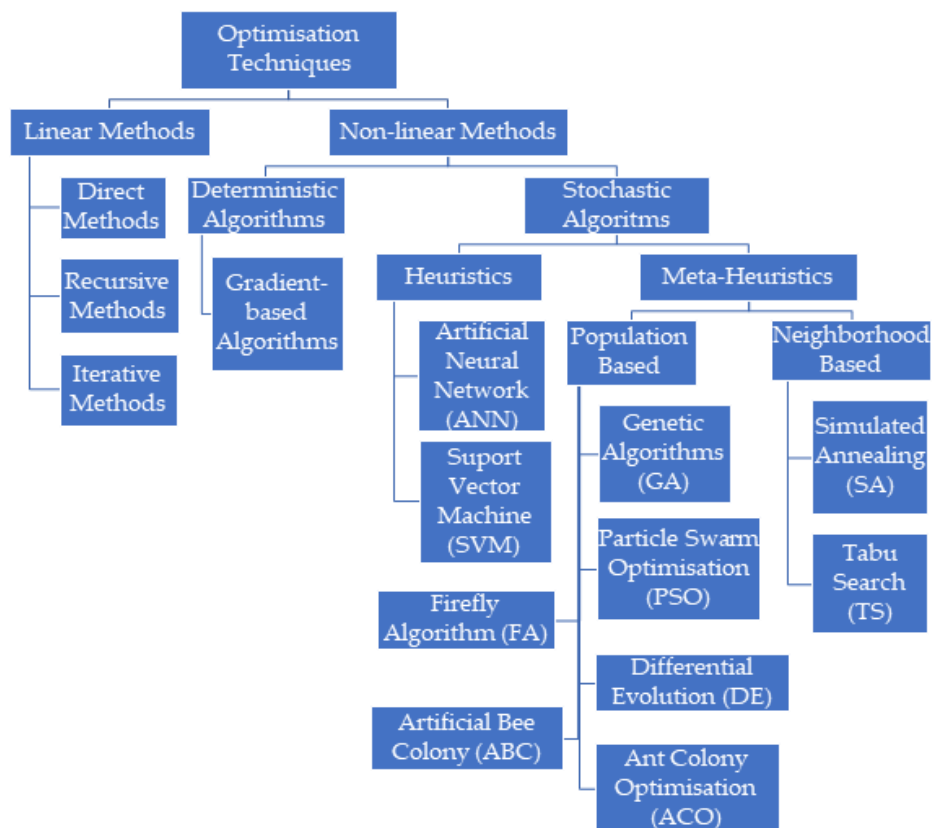 Optimisation
Techniques
Linear Methods
Non-linear Methods
Direct
Methods
Recursive
Methods
Iterative
Methods
Deterministic
Algorithms
Gradient-
based
Algorithms
Stochastic
Algoritms
Heuristics
Artificial
Neural
Network
(ANN)
Suport
Vector
Machine
(SVM)
Meta-Heuristics
Population
Based
Genetic
Algorithms
(GA)
Particle Swarm
Optimisation
(PSO)
Firefly
Algorithm (FA)
Differential
Evolution (DE)
Artificial Bee
Colony (ABC)
Ant Colony
Optimisation
(ACO)
Neighborhood
Based
Simulated
Annealing
(SA)
Tabu
Search
(TS)